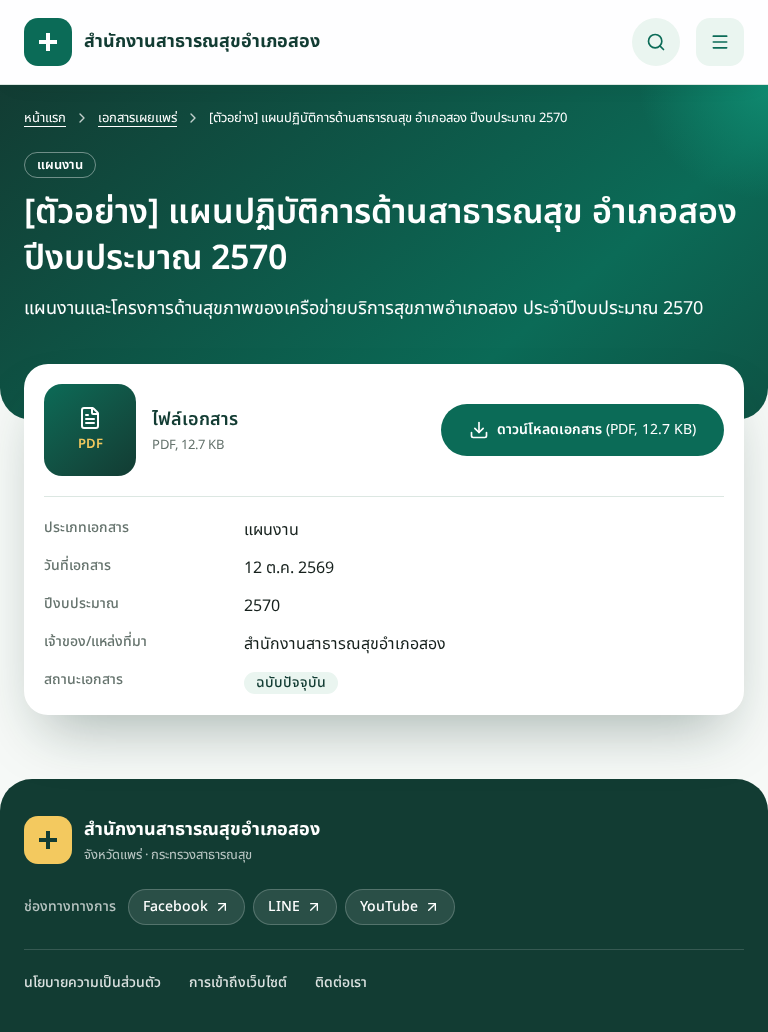 สำนักงานสาธารณสุขอำเภอสอง
หน้าแรก > เอกสารเผยแพร่ > [ตัวอย่าง] แผนปฏิบัติการด้านสาธารณสุข อำเภอสอง ปีงบประมาณ 2570
แผนงาน
[ตัวอย่าง] แผนปฏิบัติการด้านสาธารณสุข อำเภอสอง
ปีงบประมาณ 2570
แผนงานและโครงการด้านสุขภาพของเครือข่ายบริการสุขภาพอำเภอสอง ประจำปีงบประมาณ 2570
PDF
ไฟล์เอกสาร
PDF, 12.7 KB
ดาวน์โหลดเอกสาร (PDF, 12.7 KB)
ประเภทเอกสาร แผนงาน
วันที่เอกสาร 12 ต.ค. 2569
ปีงบประมาณ 2570
เจ้าของ/แหล่งที่มา สำนักงานสาธารณสุขอำเภอสอง
สถานะเอกสาร ฉบับปัจจุบัน
สำนักงานสาธารณสุขอำเภอสอง
จังหวัดแพร่ · กระทรวงสาธารณสุข
ช่องทางทางการ Facebook LINE YouTube
นโยบายความเป็นส่วนตัว การเข้าถึงเว็บไซต์ ติดต่อเรา